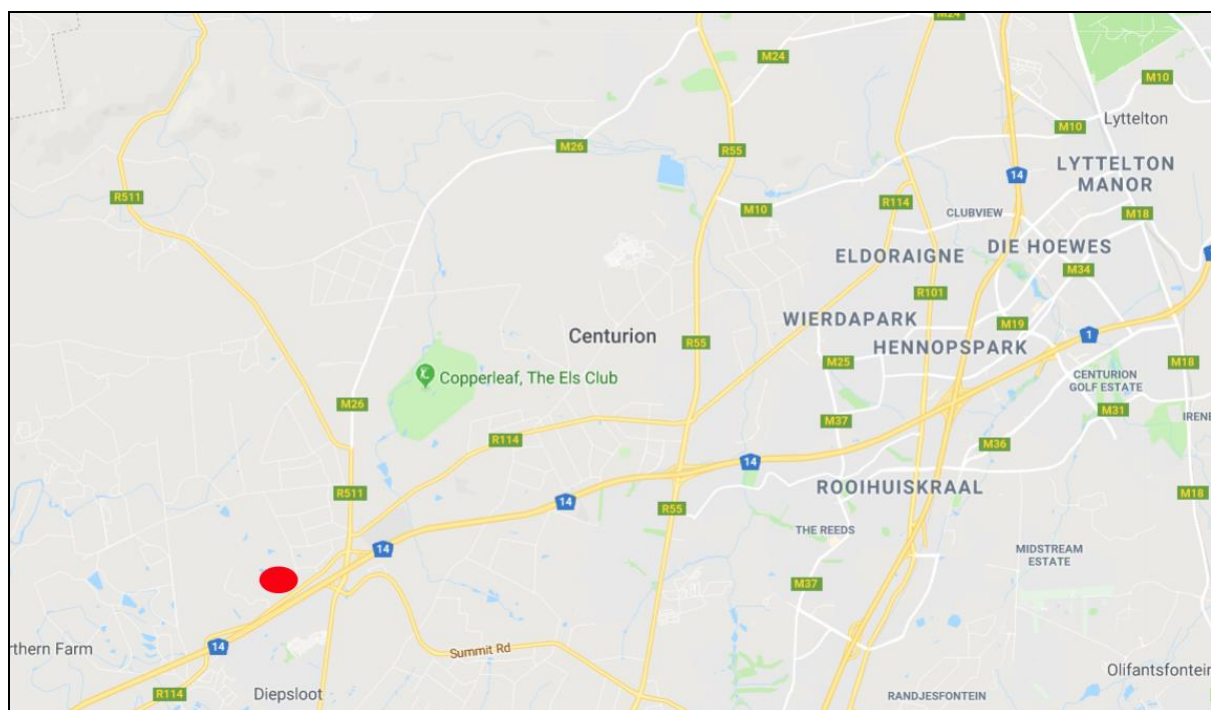 M24
M24
M10
Lyttelton
M10
M26
R55
LYTTELTON
MANOR
14
R511
R114
M10
CLUBVIEW
M18
ELDORAIGNE
DIE HOEWES
M34
R101
WIERDAPARK
M19
Centurion
R55
HENNOPSPARK
1
M25
M18
CENTURION
GOLF ESTATE
Copperleaf, The Els Club
M26
M37
M31
IRENE
R114
M36
14
ROOIHUISKRAAL
R511
14
R55
M18
THE REEDS
14
MIDSTREAM
ESTATE
M37
14
rthern Farm
Summit Rd
Olifantsfontein
R114
Diepsloot
RANDJESFONTEIN